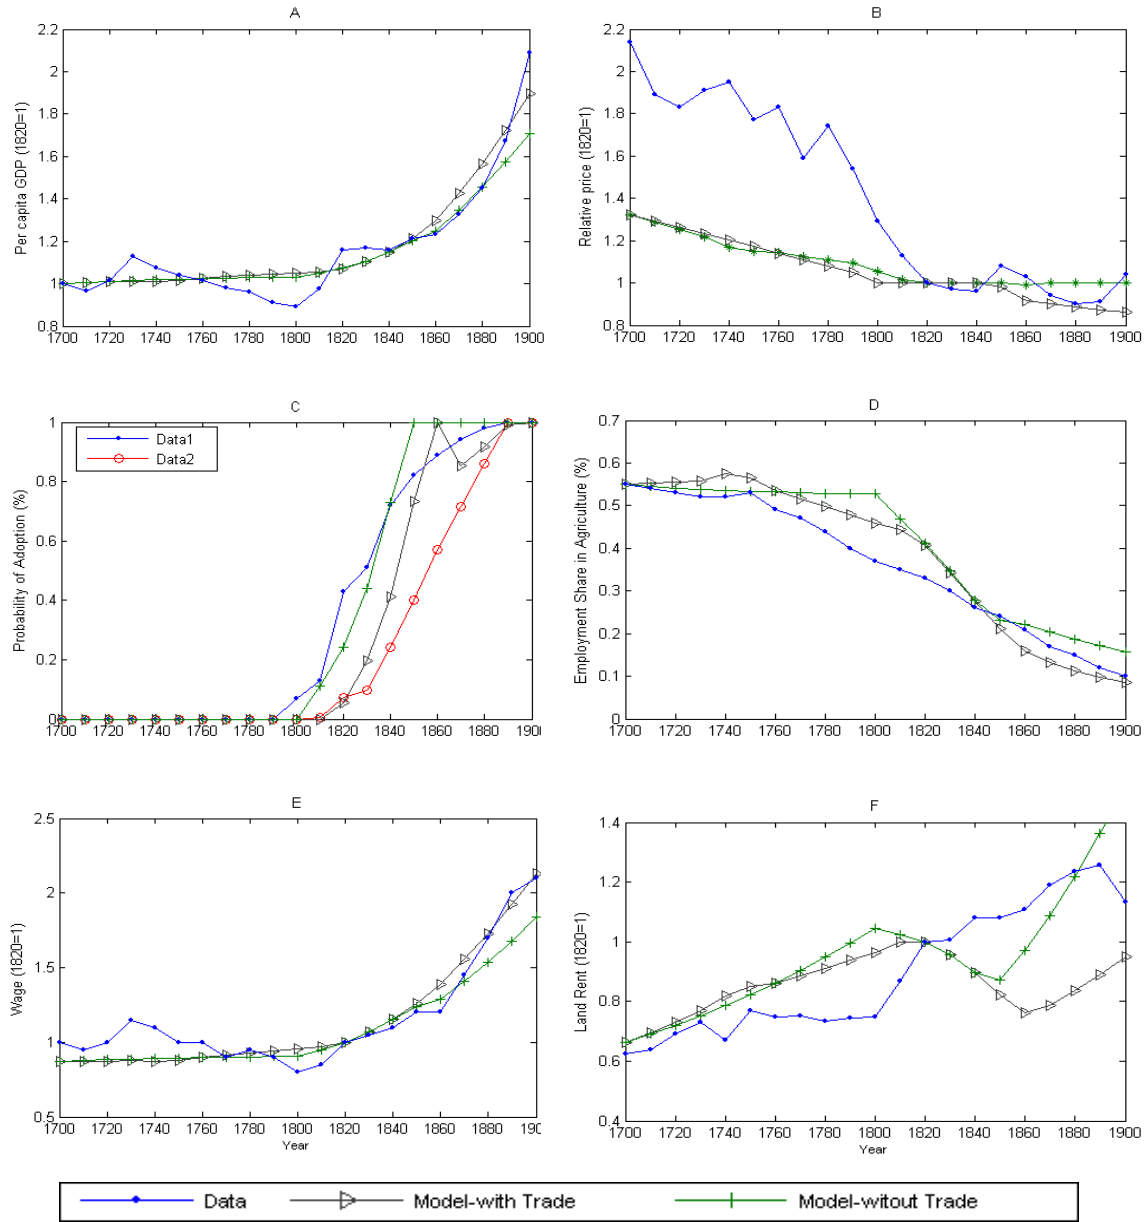 A
Per capita GDP (1820=1)
2.2
2
1.8
1.6
1.4
1.2
1
0.8
1700 1720 1740 1760 1780 1800 1820 1840 1860 1880 1900
B
Relative price (1820=1)
2.2
2
1.8
1.6
1.4
1.2
1
0.8
1700 1720 1740 1760 1780 1800 1820 1840 1860 1880 1900
C
Probability of Adoption (%)
Data1
Data2
1
0.8
0.6
0.4
0.2
0
1700 1720 1740 1760 1780 1800 1820 1840 1860 1880 190
D
Employment Share in Agriculture (%)
0.7
0.6
0.5
0.4
0.3
0.2
0.1
0
1700 1720 1740 1760 1780 1800 1820 1840 1860 1880 1900
E
Wage (1820=1)
2.5
2
1.5
1
0.5
1700 1720 1740 1760 1780 1800 1820 1840 1860 1880 190
Year
F
Land Rent (1820=1)
1.4
1.2
1
0.8
0.6
0.4
1700 1720 1740 1760 1780 1800 1820 1840 1860 1880 1900
Year
Data Model-with Trade Model-witout Trade